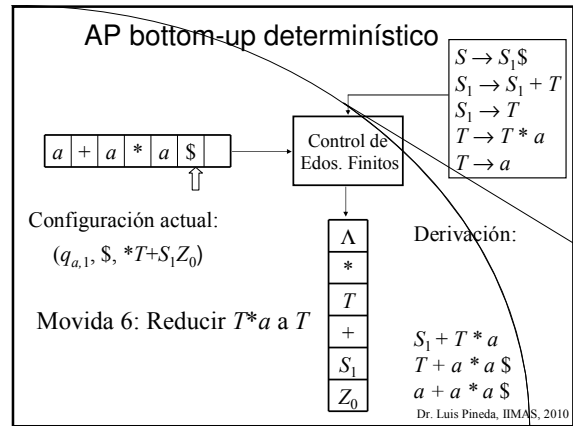 AP bottom-up determinístico
S → S₁$
S₁ → S₁ + T
S₁ → T
T → T * a
T → a
a + a * a $
Control de
Edos. Finitos
Configuración actual:
(qₐ,₁, $, *T+S₁Z₀)
Movida 6: Reducir T*a a T
Λ
*
T
+
S₁
Z₀
Derivación:
S₁ + T * a
T + a * a $
a + a * a $
Dr. Luis Pineda, IIMAS, 2010